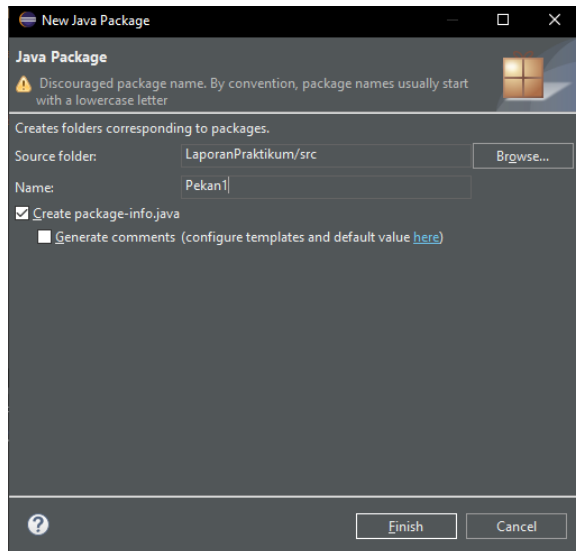 New Java Package
Java Package
Discouraged package name. By convention, package names usually start
with a lowercase letter
Creates folders corresponding to packages.
Source folder:
LaporanPraktikum/src
Browse...
Name:
Pekan1
Create package-info.java
Generate comments (configure templates and default value here)
Finish
Cancel